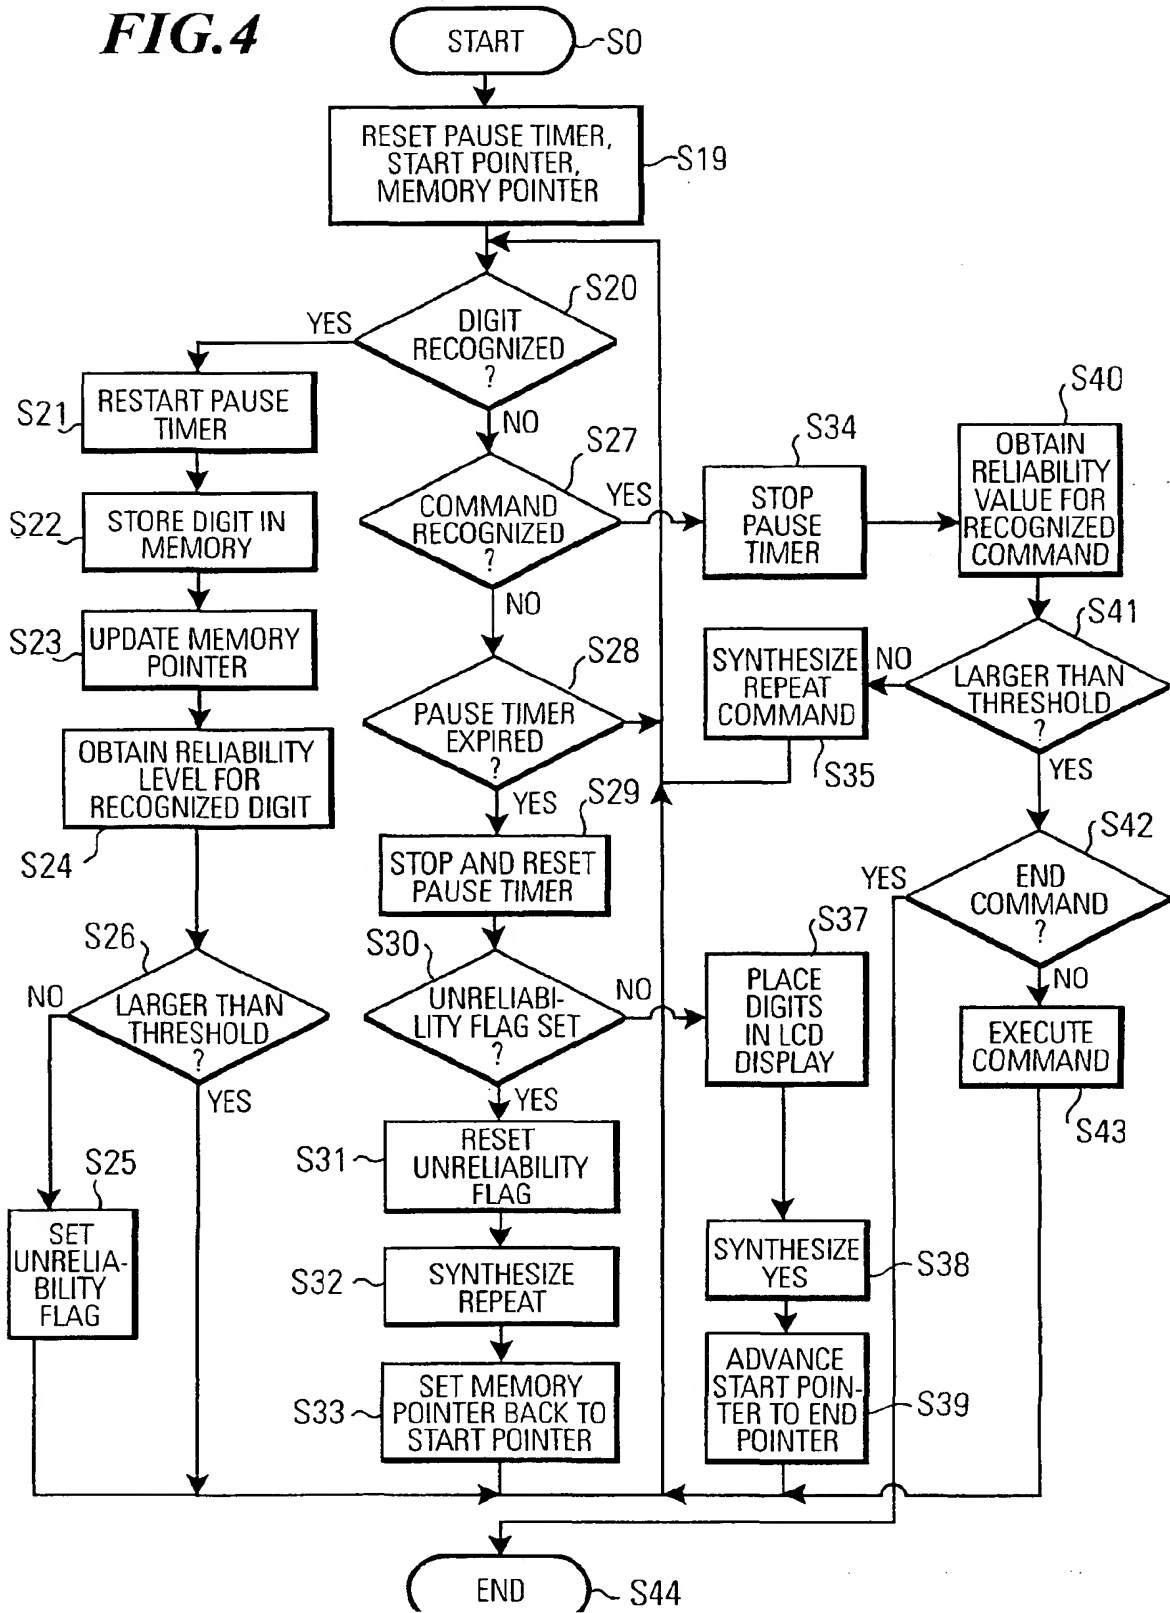 FIG.4
START
S0
RESET PAUSE TIMER,
START POINTER,
MEMORY POINTER
S19
S20
YES
DIGIT
RECOGNIZED
?
NO
S21
RESTART PAUSE
TIMER
S22
STORE DIGIT IN
MEMORY
S23
UPDATE MEMORY
POINTER
OBTAIN RELIABILITY
LEVEL FOR
RECOGNIZED DIGIT
S24
S26
NO
LARGER THAN
THRESHOLD
?
YES
S25
SET
UNRELIA-
BILITY
FLAG
S27
COMMAND
RECOGNIZED
?
YES
NO
S28
PAUSE TIMER
EXPIRED
?
YES
S29
STOP AND RESET
PAUSE TIMER
S30
UNRELIABI-
LITY FLAG SET
?
NO
YES
S31
RESET
UNRELIABILITY
FLAG
S32
SYNTHESIZE
REPEAT
S33
SET MEMORY
POINTER BACK TO
START POINTER
S34
STOP
PAUSE
TIMER
S40
OBTAIN
RELIABILITY
VALUE FOR
RECOGNIZED
COMMAND
S41
LARGER THAN
THRESHOLD
?
NO
YES
SYNTHESIZE
REPEAT
COMMAND
S35
S42
YES
END
COMMAND
?
NO
EXECUTE
COMMAND
S43
S37
PLACE
DIGITS
IN LCD
DISPLAY
SYNTHESIZE
YES
S38
ADVANCE
START POIN-
TER TO END
POINTER
S39
END
S44